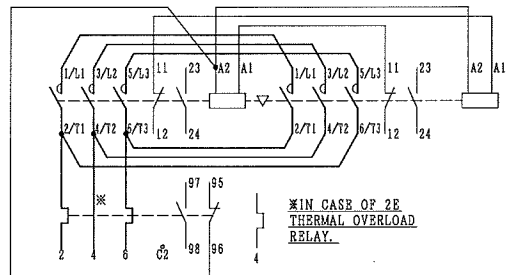 11 23 A2 A1 11 23 A2 A1
1/L1 3/L2 5/L3 1/L1 3/L2 5/L3
2/T1 4/T2 6/T3 12 24 2/T1 4/T2 6/T3 12 24
※ 97 95
※IN CASE OF 2E
THERMAL OVERLOAD
RELAY.
2 4 6 C2 98 96 4